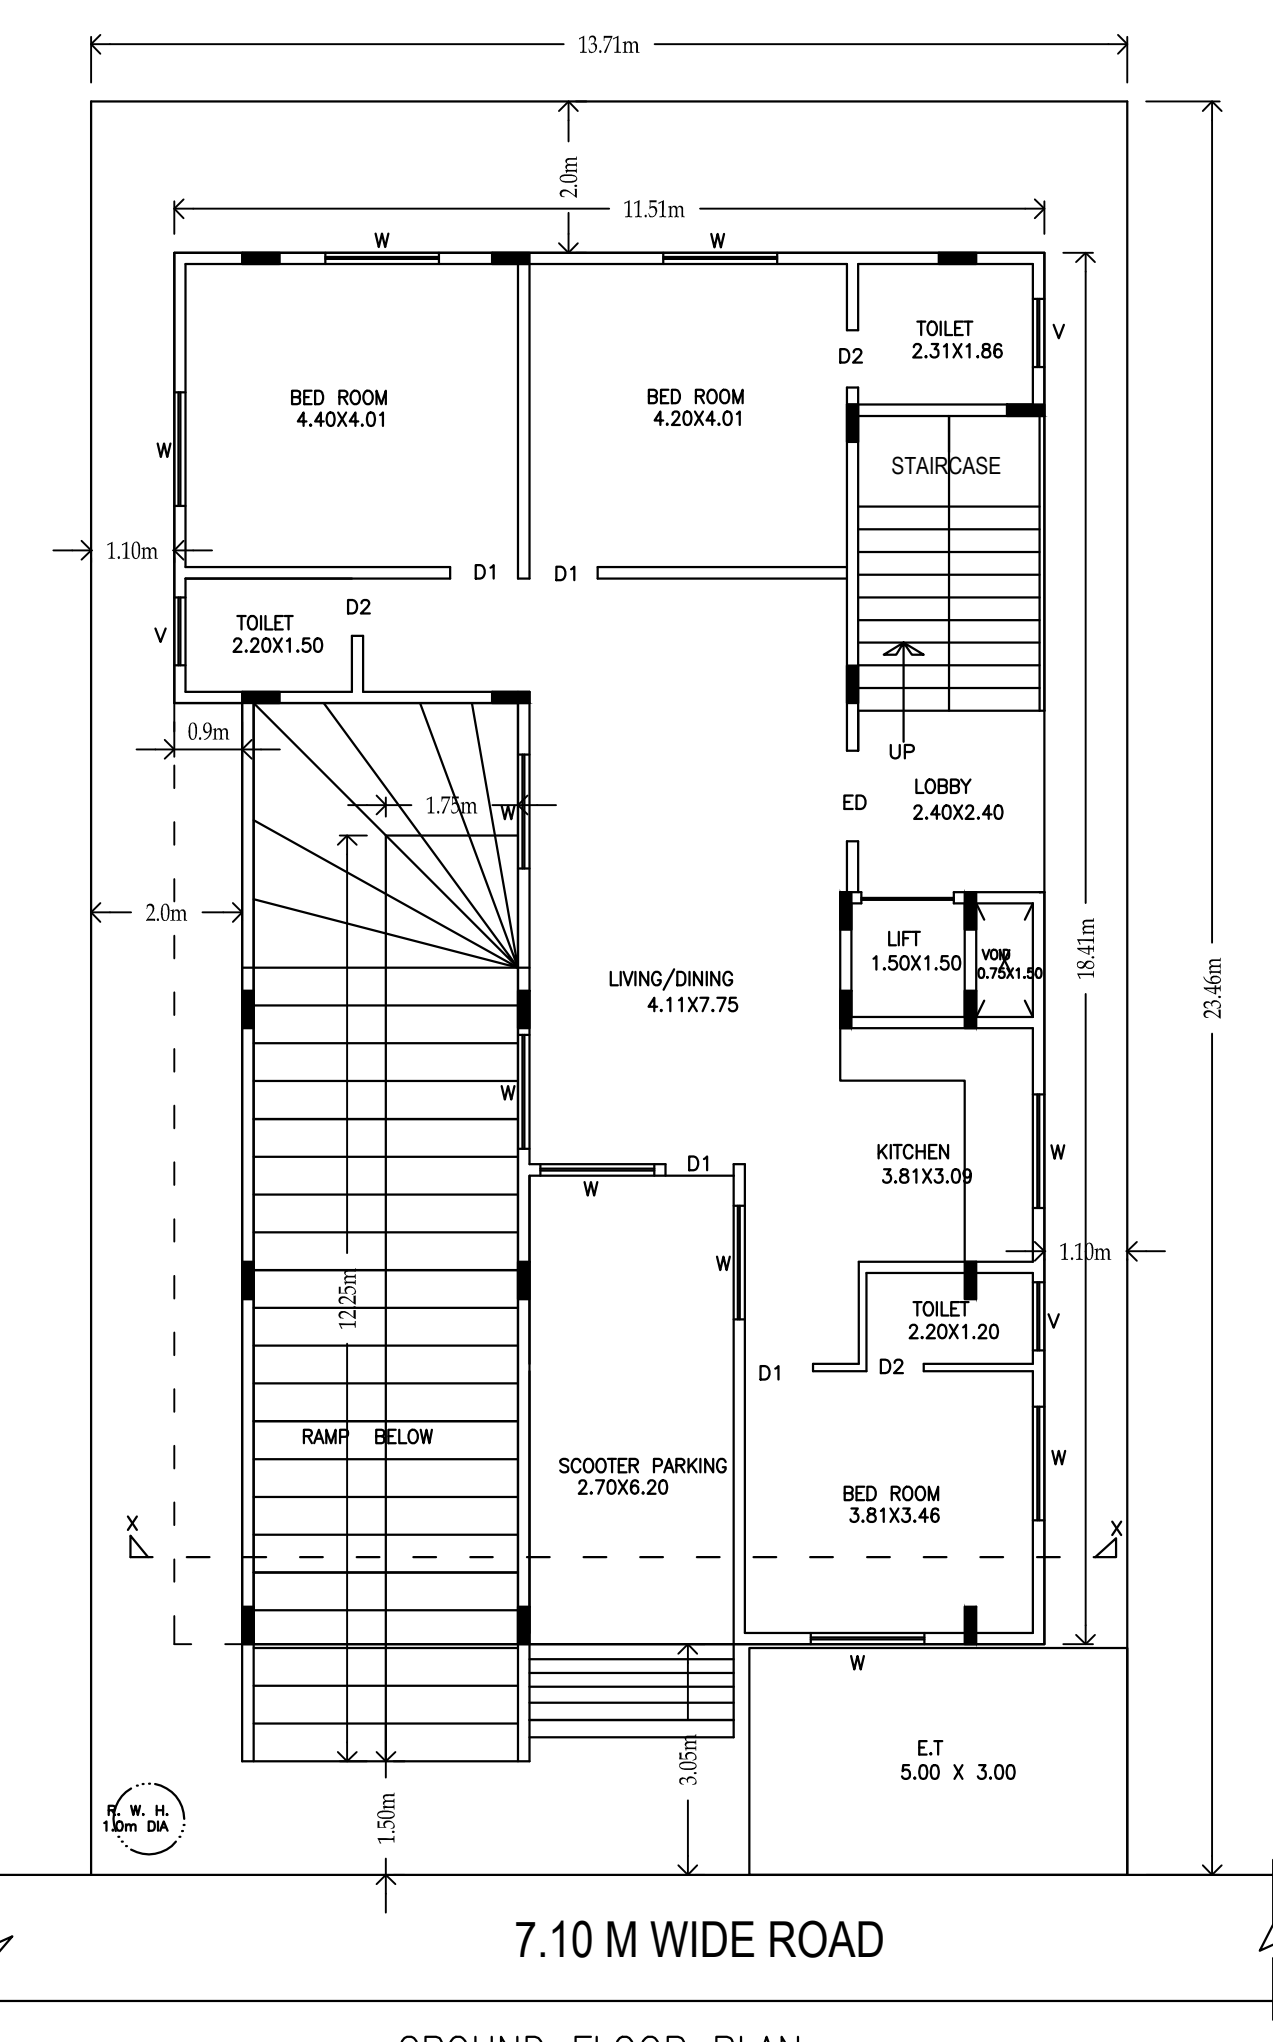 13.71m
2.0m
11.51m
W
W
TOILET
2.31X1.86
V
D2
BED ROOM
4.40X4.01
BED ROOM
4.20X4.01
W
STAIRCASE
1.10m
D1
D1
D2
TOILET
2.20X1.50
V
0.9m
UP
LOBBY
2.40X2.40
ED
1.75m
W
2.0m
LIFT
1.50X1.50
VOID
0.75X1.50
X
18.41m
23.46m
LIVING/DINING
4.11X7.75
W
KITCHEN
3.81X3.09
W
D1
W
W
1.10m
12.25m
TOILET
2.20X1.20
V
D1
D2
RAMP BELOW
W
SCOOTER PARKING
2.70X6.20
BED ROOM
3.81X3.46
X
X
W
3.05m
E.T
5.00 X 3.00
R. W. H.
1.0m DIA
1.50m
7.10 M WIDE ROAD
GROUND FLOOR PLAN